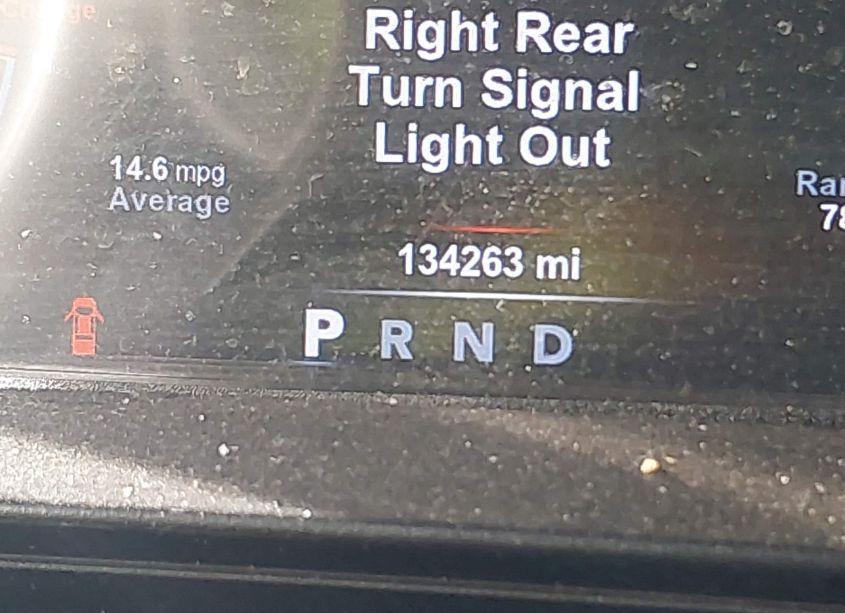 Right Rear
Turn Signal
Light Out
14.6 mpg
Average
134263 mi
P R N D